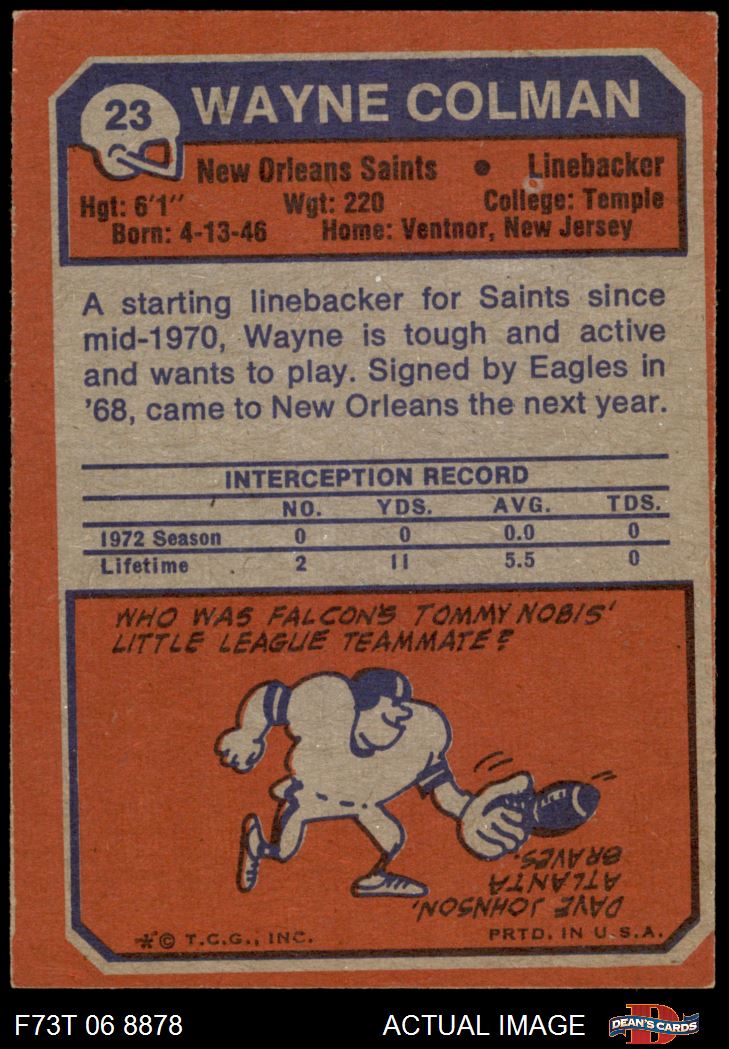 23 WAYNE COLMAN
New Orleans Saints • Linebacker
Hgt: 6'1" Wgt: 220 College: Temple
Born: 4-13-46 Home: Ventnor, New Jersey
A starting linebacker for Saints since
mid-1970, Wayne is tough and active
and wants to play. Signed by Eagles in
'68, came to New Orleans the next year.
INTERCEPTION RECORD
NO. YDS. AVG. TDS.
1972 Season 0 0 0.0 0
Lifetime 2 11 5.5 0
WHO WAS FALCON'S TOMMY NOBIS'
LITTLE LEAGUE TEAMMATE?
DAVE JOHNSON,
ATLANTA
BRAVES.
*© T.C.G., INC. PRTD. IN U.S.A.
F73T 06 8878 ACTUAL IMAGE
D
DEAN'S CARDS